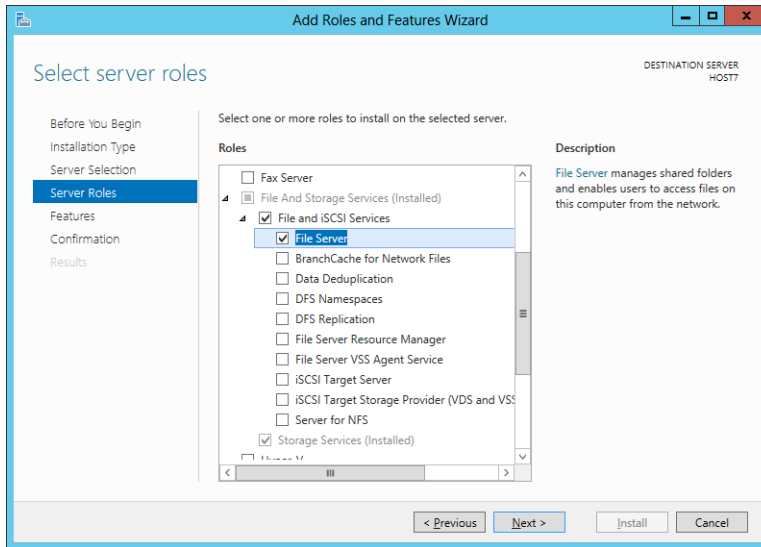 Add Roles and Features Wizard
Select server roles
DESTINATION SERVER
HOST7
Before You Begin
Installation Type
Server Selection
Server Roles
Features
Confirmation
Results
Select one or more roles to install on the selected server.
Roles
Fax Server
File And Storage Services (Installed)
File and iSCSI Services
File Server
BranchCache for Network Files
Data Deduplication
DFS Namespaces
DFS Replication
File Server Resource Manager
File Server VSS Agent Service
iSCSI Target Server
iSCSI Target Storage Provider (VDS and VSS
Server for NFS
Storage Services (Installed)
Description
File Server manages shared folders
and enables users to access files on
this computer from the network.
< Previous
Next >
Install
Cancel